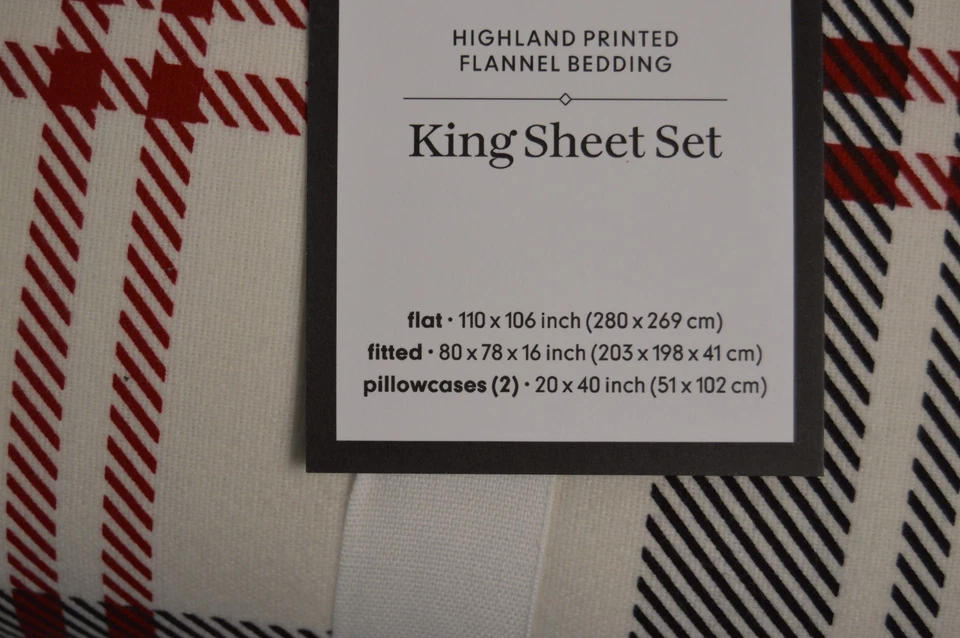 HIGHLAND PRINTED
FLANNEL BEDDING
King Sheet Set
flat • 110 x 106 inch (280 x 269 cm)
fitted • 80 x 78 x 16 inch (203 x 198 x 41 cm)
pillowcases (2) • 20 x 40 inch (51 x 102 cm)